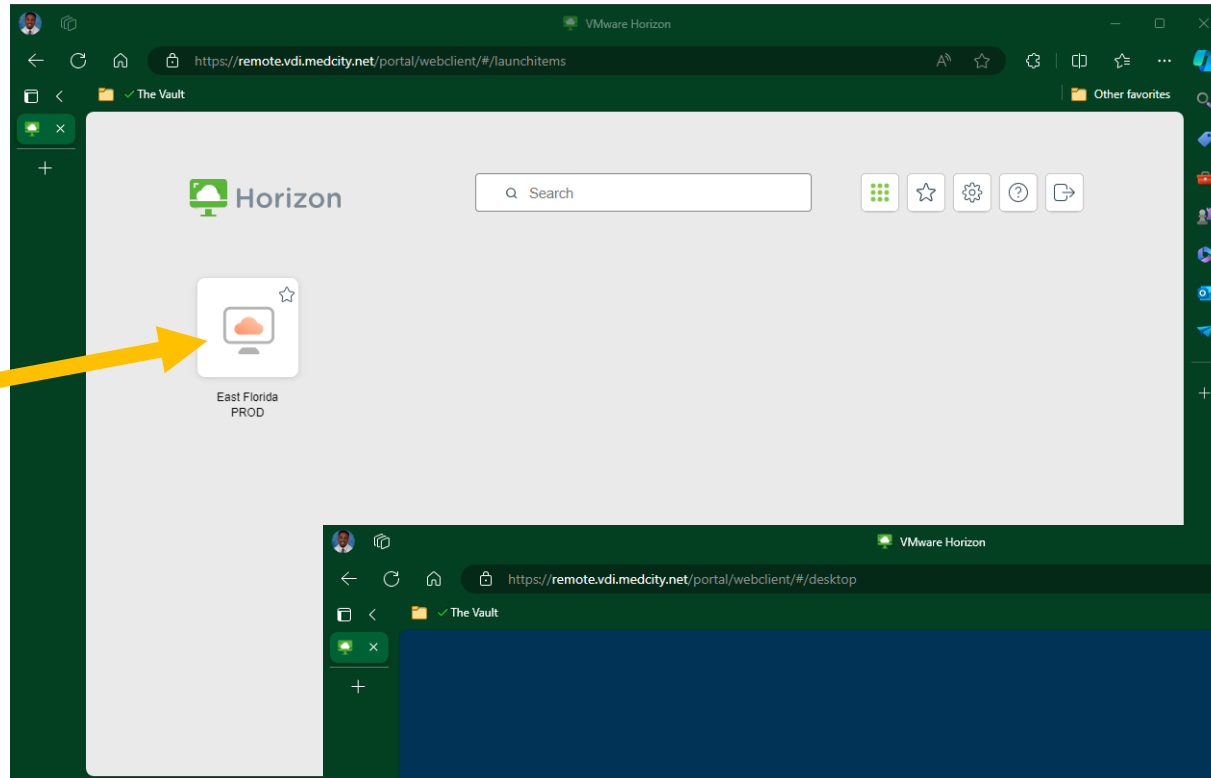 VMware Horizon
https://remote.vdi.medcity.net/portal/webclient/#/launchitems
The Vault
Other favorites
Horizon
Search
East Florida
PROD
VMware Horizon
https://remote.vdi.medcity.net/portal/webclient/#/desktop
The Vault